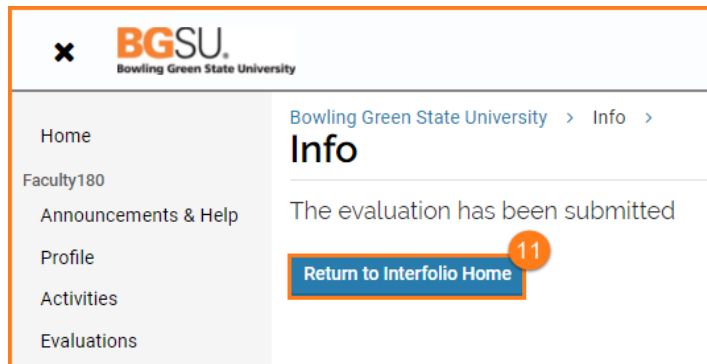 BGSU.
Bowling Green State University
Home
Faculty180
Announcements & Help
Profile
Activities
Evaluations
Bowling Green State University > Info >
Info
The evaluation has been submitted
11
Return to Interfolio Home